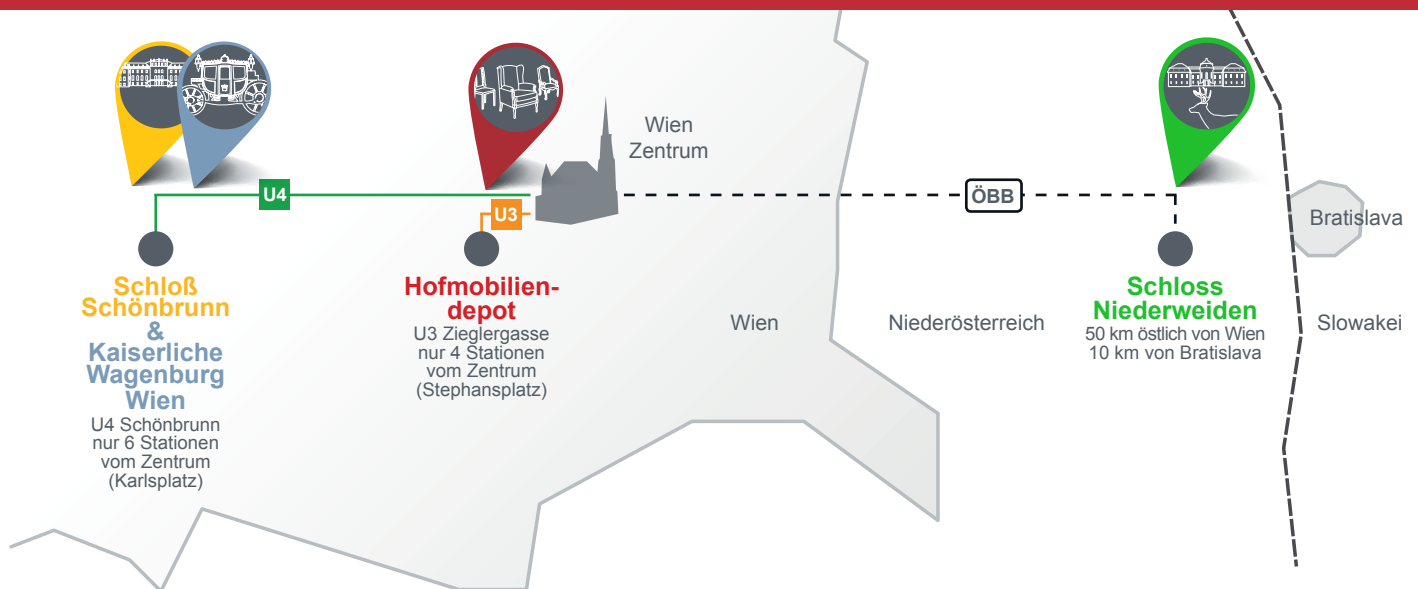 Wien
Zentrum
U4
U3
ÖBB
Bratislava
Schloß
Schönbrunn
&
Kaiserliche
Wagenburg
Wien
U4 Schönbrunn
nur 6 Stationen
vom Zentrum
(Karlsplatz)
Hofmobilien-
depot
U3 Zieglergasse
nur 4 Stationen
vom Zentrum
(Stephansplatz)
Wien
Niederösterreich
Schloss
Niederweiden
50 km östlich von Wien
10 km von Bratislava
Slowakei